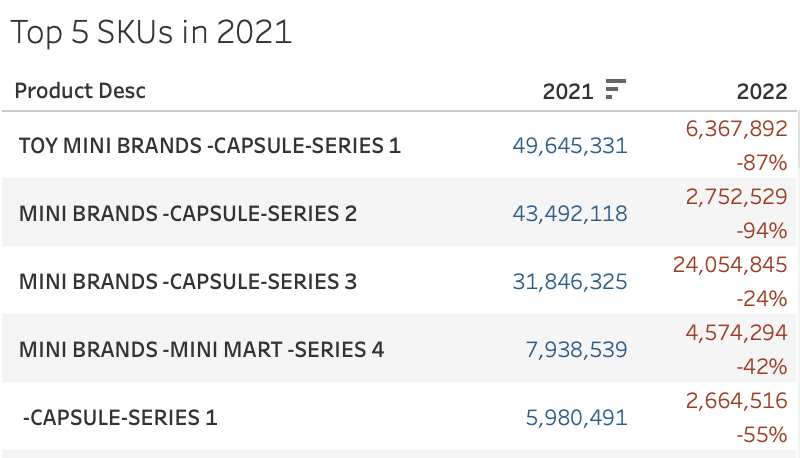 Top 5 SKUs in 2021
Product Desc 2021 2022
TOY MINI BRANDS -CAPSULE-SERIES 1 49,645,331 6,367,892
-87%
MINI BRANDS -CAPSULE-SERIES 2 43,492,118 2,752,529
-94%
MINI BRANDS -CAPSULE-SERIES 3 31,846,325 24,054,845
-24%
MINI BRANDS -MINI MART -SERIES 4 7,938,539 4,574,294
-42%
-CAPSULE-SERIES 1 5,980,491 2,664,516
-55%